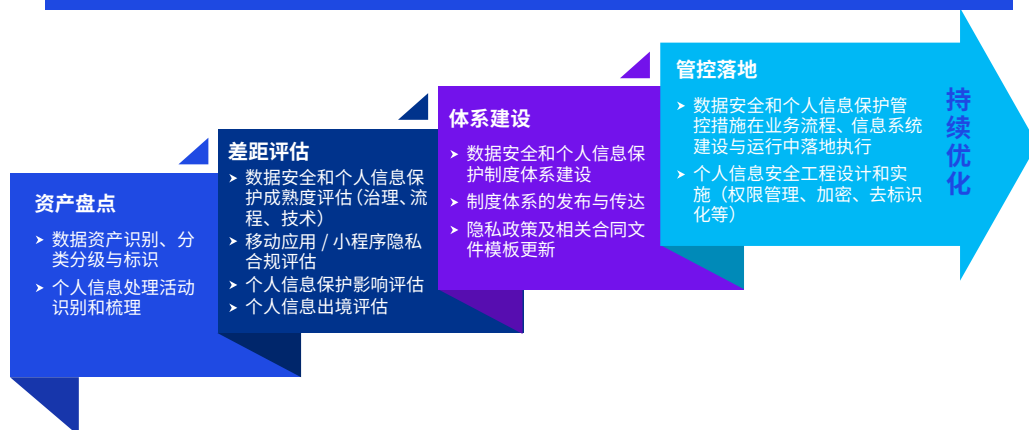 资产盘点
数据资产识别、分
类分级与标识
个人信息处理活动
识别和梳理
差距评估
数据安全和个人信息保
护成熟度评估（治理、流
程、技术）
移动应用 / 小程序隐私
合规评估
个人信息保护影响评估
个人信息出境评估
体系建设
数据安全和个人信息保
护制度体系建设
制度体系的发布与传达
隐私政策及相关合同文
件模板更新
管控落地
数据安全和个人信息保护管
控措施在业务流程、信息系统
建设与运行中落地执行
个人信息安全工程设计和实
施（权限管理、加密、去标识
化等）
持续优化